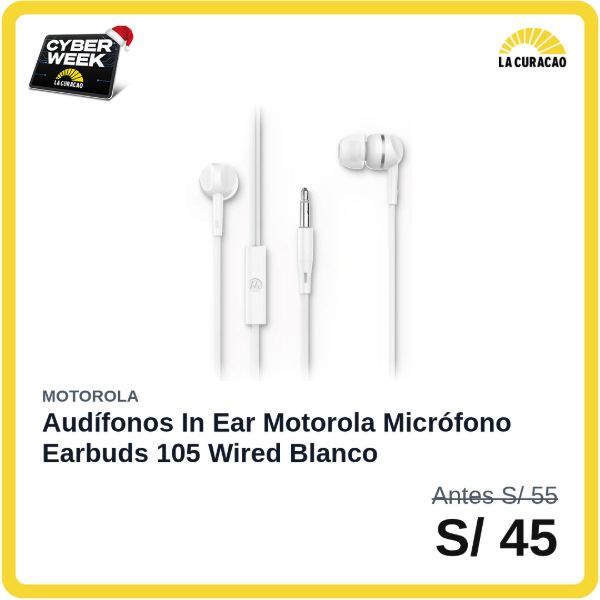 CYBER
WEEK
LA CURACAO
LA CURACAO
MOTOROLA
Audífonos In Ear Motorola Micrófono
Earbuds 105 Wired Blanco
Antes S/ 55
S/ 45